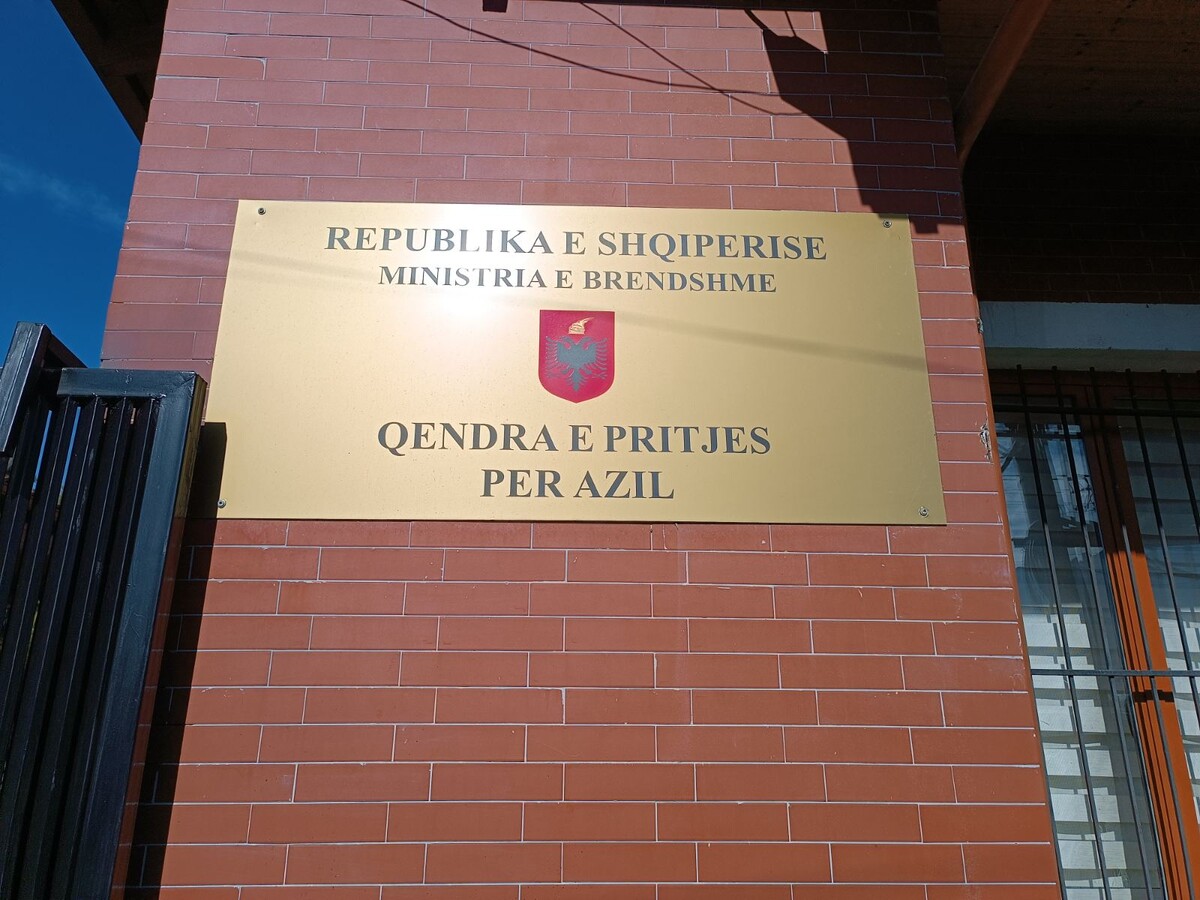 REPUBLIKA E SHQIPERISE
MINISTRIA E BRENDSHME
QENDRA E PRITJES
PER AZIL